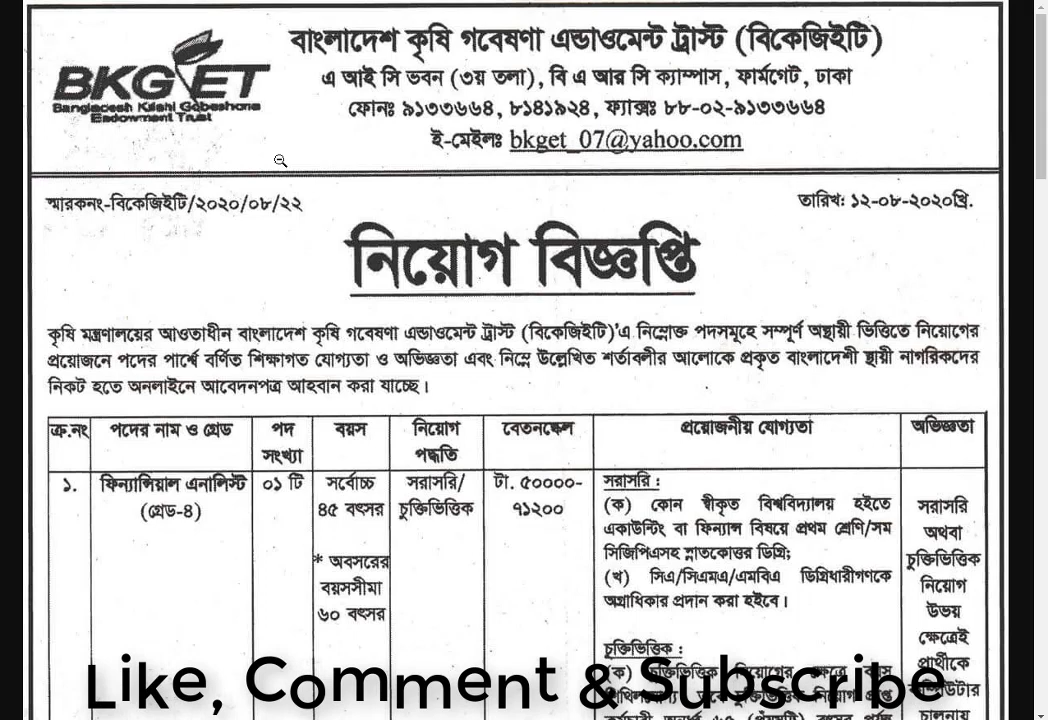 বাংলাদেশ কৃষি গবেষণা এন্ডাওমেন্ট ট্রাস্ট (বিকেজিইটি)
এ আই সি ভবন (৩য় তলা), বি এ আর সি ক্যাম্পাস, ফার্মগেট, ঢাকা
ফোনঃ ৯১৩৩৬৬৪, ৮১৪১৯২৪, ফ্যাক্সঃ ৮৮-০২-৯১৩৩৬৬৪
ই-মেইলঃ bkget_07@yahoo.com
BKGET
Bangladesh Krishi Gobeshona
Endowment Trust
স্মারকনং-বিকেজিইটি/২০২০/০৮/২২
তারিখ: ১২-০৮-২০২০খ্রি.
নিয়োগ বিজ্ঞপ্তি
কৃষি মন্ত্রণালয়ের আওতাধীন বাংলাদেশ কৃষি গবেষণা এন্ডাওমেন্ট ট্রাস্ট (বিকেজিইটি)'এ নিম্নোক্ত পদসমূহে সম্পূর্ণ অস্থায়ী ভিত্তিতে নিয়োগের
প্রয়োজনে পদের পার্শ্বে বর্ণিত শিক্ষাগত যোগ্যতা ও অভিজ্ঞতা এবং নিম্নে উল্লেখিত শর্তাবলীর আলোকে প্রকৃত বাংলাদেশী স্থায়ী নাগরিকদের
নিকট হতে অনলাইনে আবেদনপত্র আহবান করা যাচ্ছে।
ক্র.নং পদের নাম ও গ্রেড পদ সংখ্যা বয়স নিয়োগ পদ্ধতি বেতনস্কেল প্রয়োজনীয় যোগ্যতা অভিজ্ঞতা
১.
ফিন্যান্সিয়াল এনালিস্ট
(গ্রেড-৪)
০১ টি
সর্বোচ্চ
৪৫ বৎসর
* অবসরের
বয়সসীমা
৬০ বৎসর
সরাসরি/
চুক্তিভিত্তিক
টা. ৫০০০০-
৭১২০০
সরাসরি :
(ক) কোন স্বীকৃত বিশ্ববিদ্যালয় হইতে
একাউন্টিং বা ফিন্যান্স বিষয়ে প্রথম শ্রেণি/সম
সিজিপিএসহ স্নাতকোত্তর ডিগ্রি;
(খ) সিএ/সিএমএ/এমবিএ ডিগ্রিধারীগণকে
অগ্রাধিকার প্রদান করা হইবে।
চুক্তিভিত্তিক :
(ক) চুক্তিভিত্তিক নিয়োগের ক্ষেত্রে
সরাসরি
অথবা
চুক্তিভিত্তিক
নিয়োগ
উভয়
ক্ষেত্রেই
প্রার্থীকে
চালনায়
Like, Comment & Subscribe